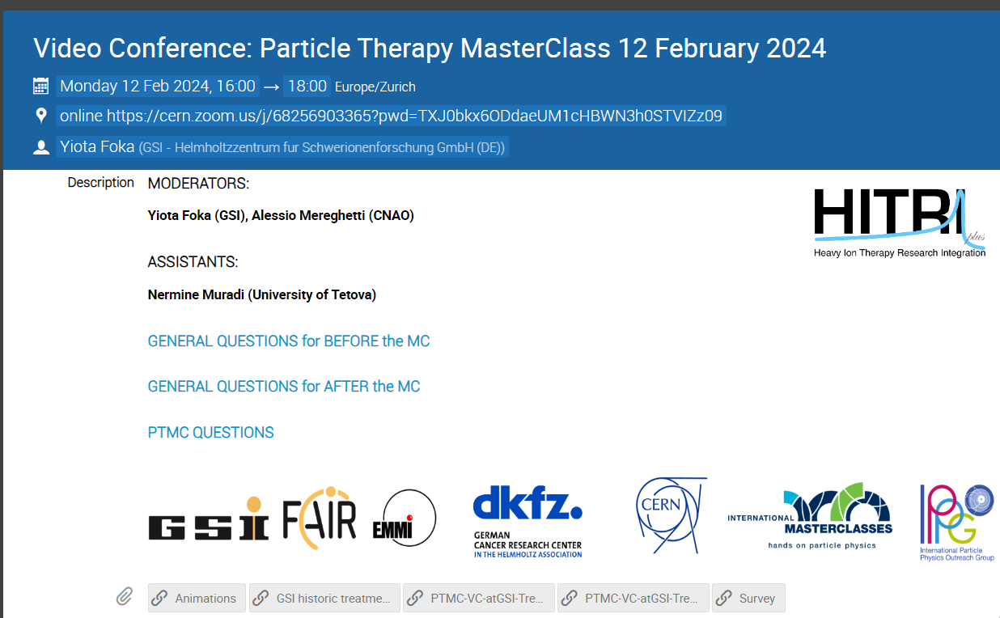 Video Conference: Particle Therapy MasterClass 12 February 2024
Monday 12 Feb 2024, 16:00 → 18:00 Europe/Zurich
online https://cern.zoom.us/j/68256903365?pwd=TXJ0bkx6ODdaeUM1cHBWN3h0STVIZz09
Yiota Foka (GSI - Helmholtzzentrum fur Schwerionenforschung GmbH (DE))
Description
MODERATORS:
Yiota Foka (GSI), Alessio Mereghetti (CNAO)
ASSISTANTS:
Nermine Muradi (University of Tetova)
GENERAL QUESTIONS for BEFORE the MC
GENERAL QUESTIONS for AFTER the MC
PTMC QUESTIONS
HITRI
plus
Heavy Ion Therapy Research Integration
GSI
FAIR
EMMI
dkfz.
GERMAN
CANCER RESEARCH CENTER
IN THE HELMHOLTZ ASSOCIATION
CERN
INTERNATIONAL
MASTERCLASSES
hands on particle physics
IPPOG
International Particle
Physics Outreach Group
Animations
GSI historic treatme...
PTMC-VC-atGSI-Tre...
PTMC-VC-atGSI-Tre...
Survey